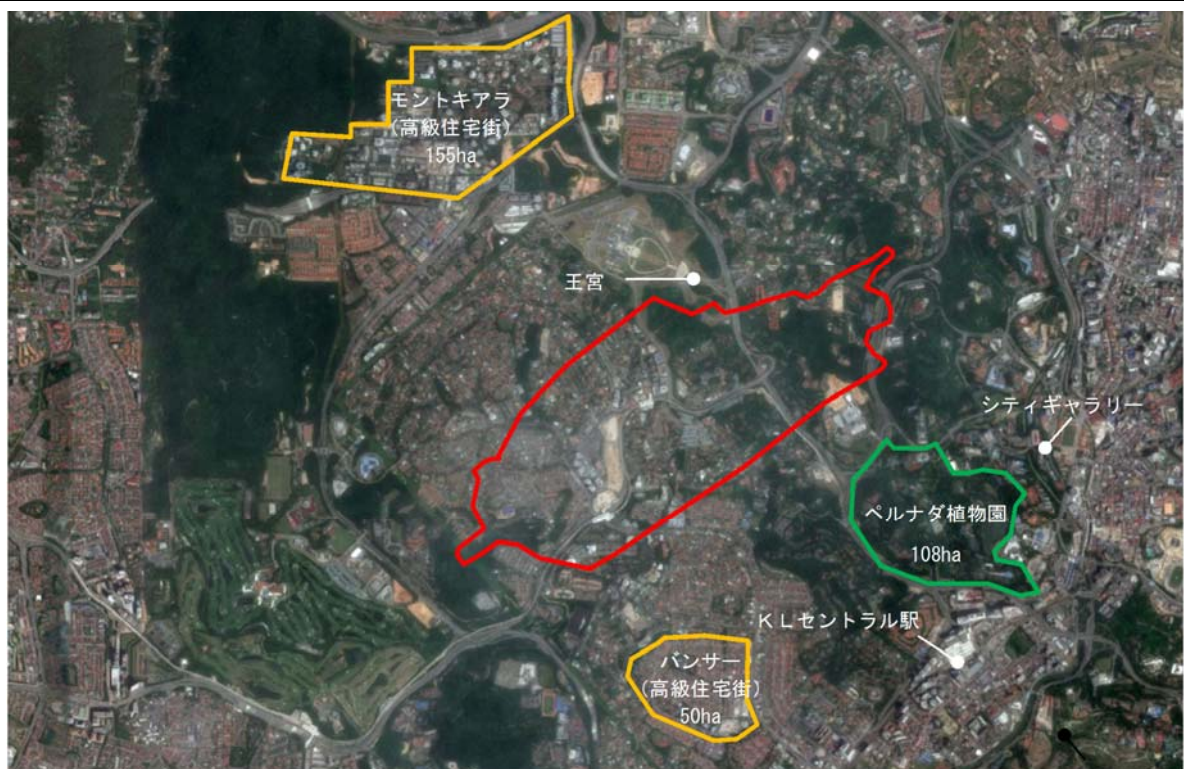 モントキアラ
（高級住宅街）
155ha
王宮
シティギャラリー
ペルナダ植物園
108ha
ＫＬセントラル駅
バンサー
（高級住宅街）
50ha